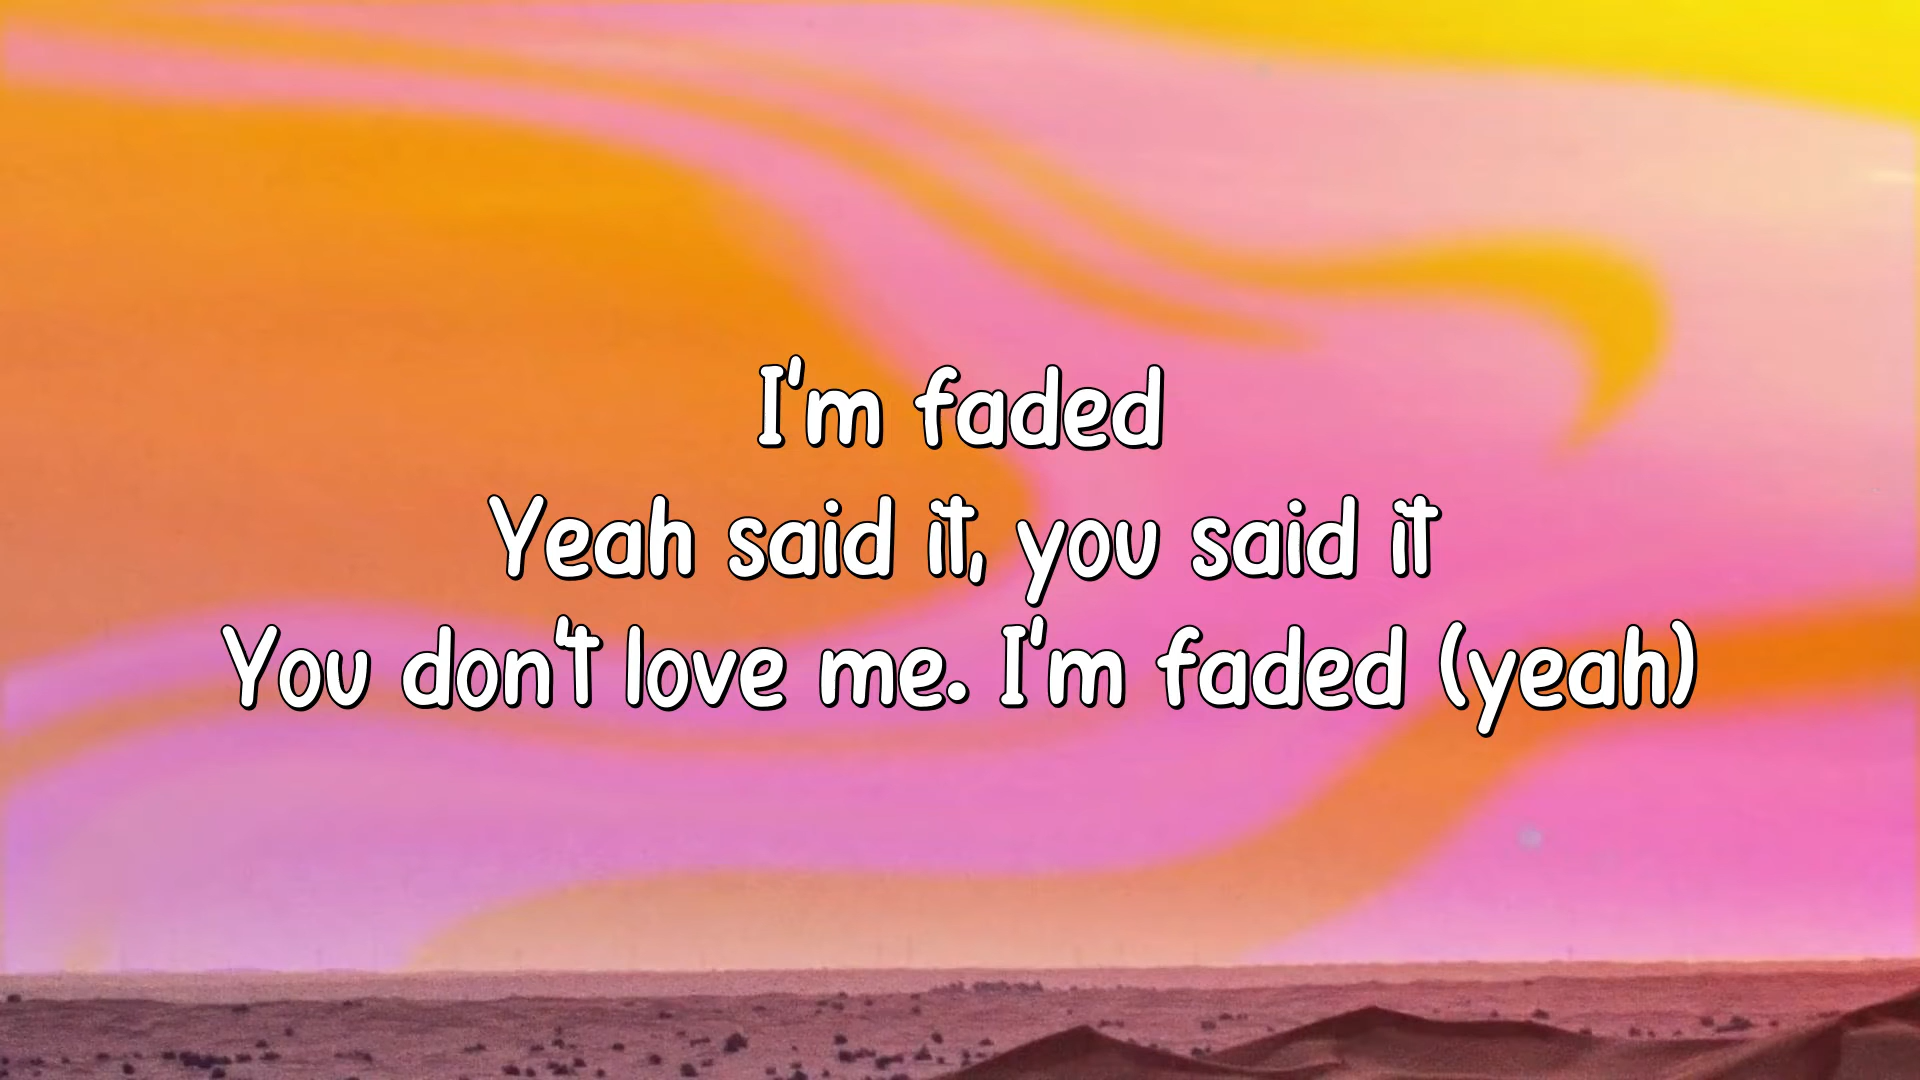 I'm faded
Yeah said it, you said it
You don't love me. I'm faded (yeah)